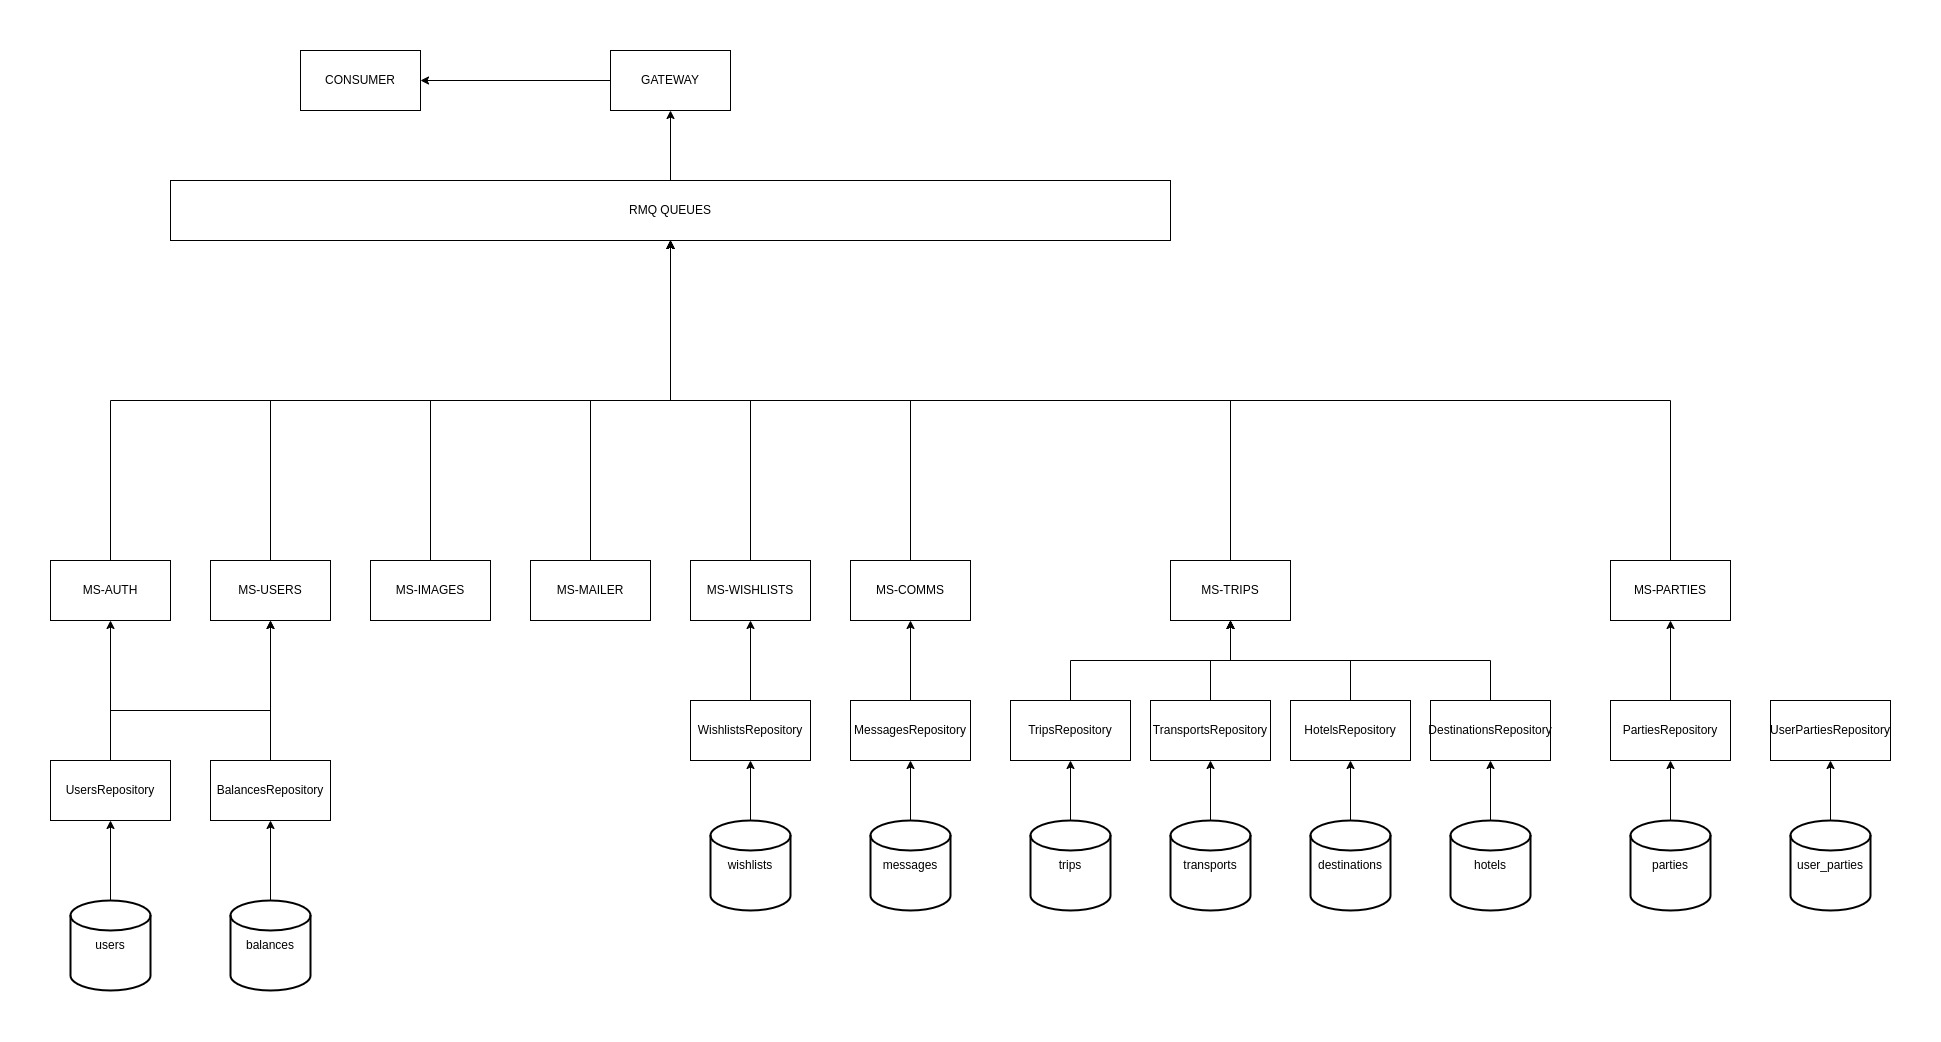 CONSUMER
GATEWAY
RMQ QUEUES
MS-AUTH
MS-USERS
MS-IMAGES
MS-MAILER
MS-WISHLISTS
MS-COMMS
MS-TRIPS
MS-PARTIES
WishlistsRepository
MessagesRepository
TripsRepository
TransportsRepository
HotelsRepository
DestinationsRepository
PartiesRepository
UserPartiesRepository
UsersRepository
BalancesRepository
wishlists
messages
trips
transports
destinations
hotels
parties
user_parties
users
balances